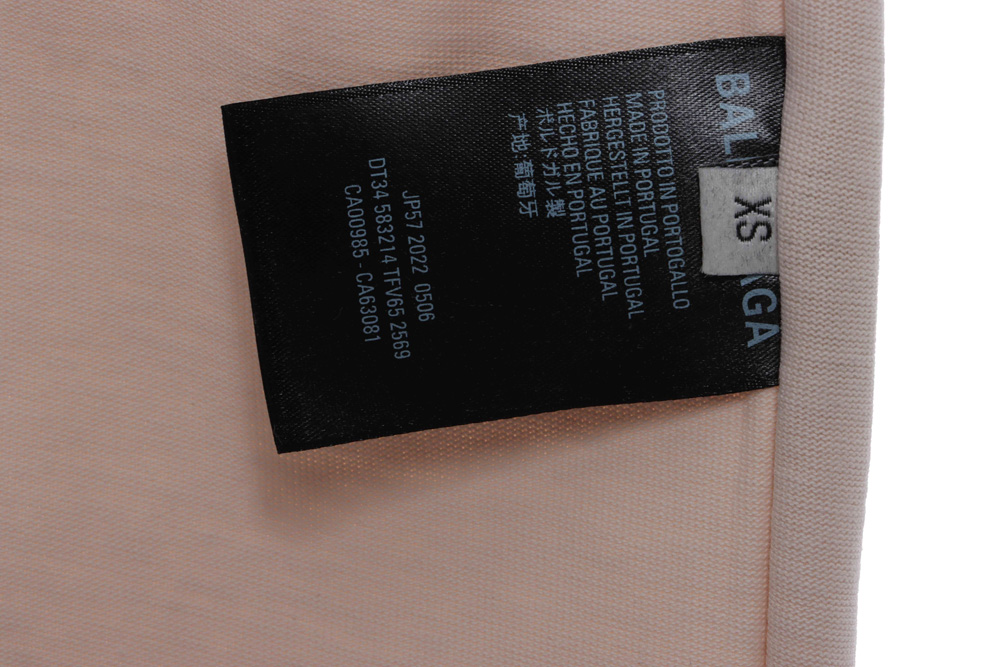 BAL AGA
XS
PRODOTTO IN PORTOGALLO
MADE IN PORTUGAL
HERGESTELLT IN PORTUGAL
FABRIQUE AU PORTUGAL
HECHO EN PORTUGAL
ポルトガル製
产地:葡萄牙
JP57 2022 0506
DT34 583214 TFV65 2569
CA00985 - CA63081